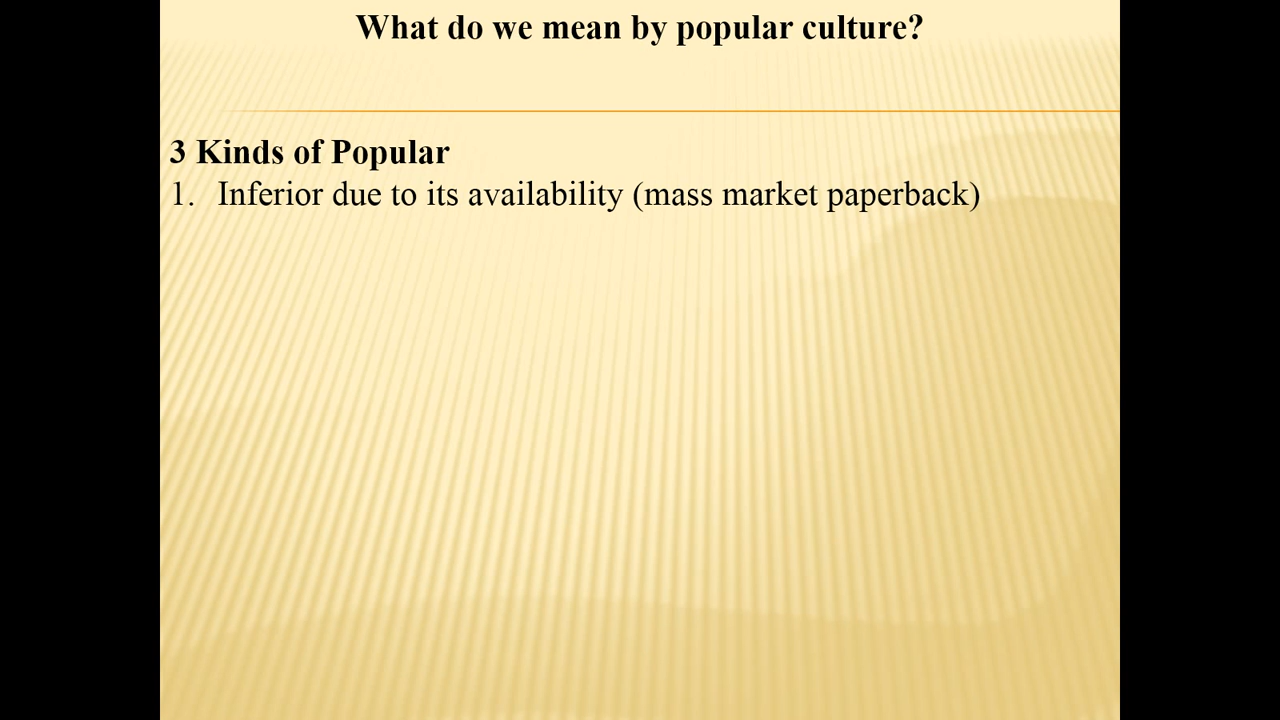 What do we mean by popular culture?
3 Kinds of Popular
1. Inferior due to its availability (mass market paperback)